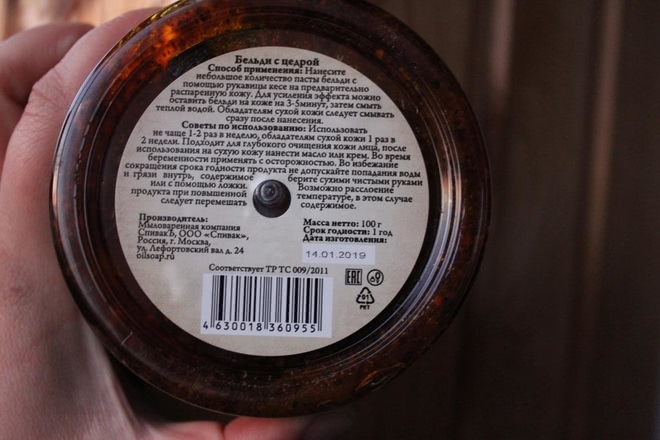 Бельди с цедрой
Способ применения: Нанесите
небольшое количество пасты бельди с
помощью рукавицы кесе на предварительно
распаренную кожу. Для усиления эффекта можно
оставить бельди на коже на 3-5минут, затем смыть
теплой водой. Обладателям сухой кожи следует смывать
сразу после нанесения.
Советы по использованию: Использовать
не чаще 1-2 раз в неделю, обладателям сухой кожи 1 раз в
2 недели. Подходит для глубокого очищения кожи лица, после
использования на сухую кожу нанести масло или крем. Во время
беременности применять с осторожностью. Во избежание
сокращения срока годности продукта не допускайте попадания воды
и грязи внутрь, содержимое берите сухими чистыми руками
или с помощью ложки. Возможно расслоение
продукта при повышенной температуре, в этом случае
следует перемешать содержимое.
Производитель:
Мыловаренная компания
СпивакЪ, ООО «Спивак»,
Россия, г. Москва,
ул. Лефортовский вал д. 24
oilsoap.ru
Масса нетто: 100 г
Срок годности: 1 год
Дата изготовления:
14.01.2019
Соответствует ТР ТС 009/2011
EAC
01
PET
4 630018 360955